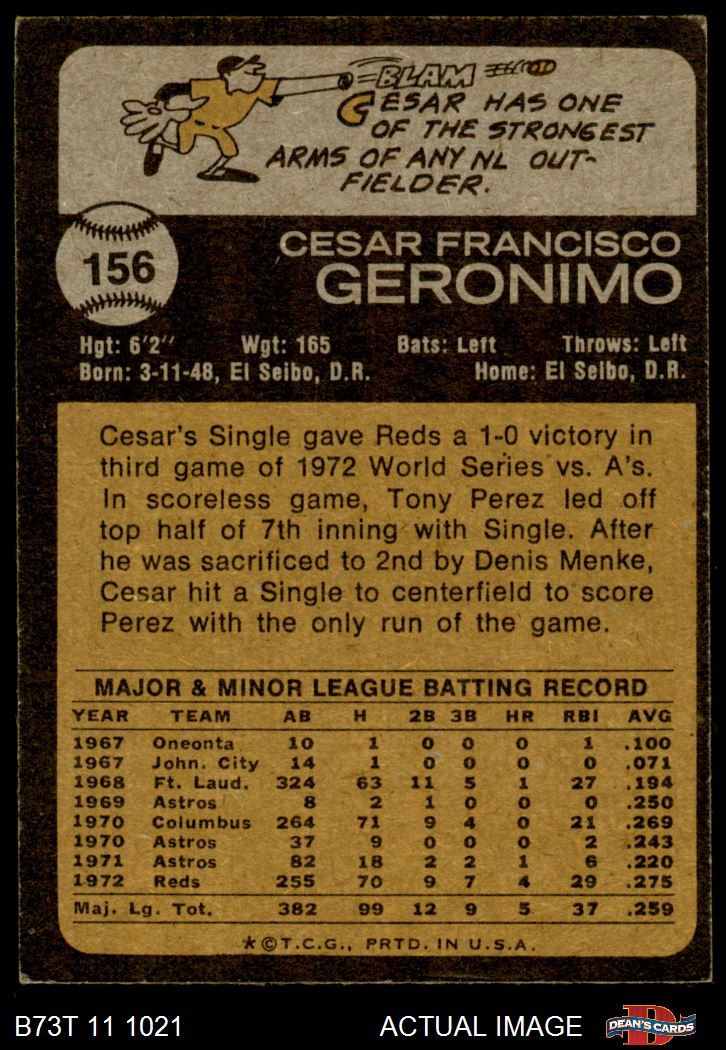 BLAM
CESAR HAS ONE
OF THE STRONGEST
ARMS OF ANY NL OUT-
FIELDER.
156
CESAR FRANCISCO
GERONIMO
Hgt: 6'2" Wgt: 165 Bats: Left Throws: Left
Born: 3-11-48, El Seibo, D.R. Home: El Seibo, D.R.
Cesar's Single gave Reds a 1-0 victory in
third game of 1972 World Series vs. A's.
In scoreless game, Tony Perez led off
top half of 7th inning with Single. After
he was sacrificed to 2nd by Denis Menke,
Cesar hit a Single to centerfield to score
Perez with the only run of the game.
MAJOR & MINOR LEAGUE BATTING RECORD
YEAR TEAM AB H 2B 3B HR RBI AVG
1967 Oneonta 10 1 0 0 0 1 .100
1967 John. City 14 1 0 0 0 0 .071
1968 Ft. Laud. 324 63 11 5 1 27 .194
1969 Astros 8 2 1 0 0 0 .250
1970 Columbus 264 71 9 4 0 21 .269
1970 Astros 37 9 0 0 0 2 .243
1971 Astros 82 18 2 2 1 6 .220
1972 Reds 255 70 9 7 4 29 .275
Maj. Lg. Tot. 382 99 12 9 5 37 .259
*©T.C.G., PRTD. IN U.S.A.
B73T 11 1021 ACTUAL IMAGE D DEAN'S CARDS